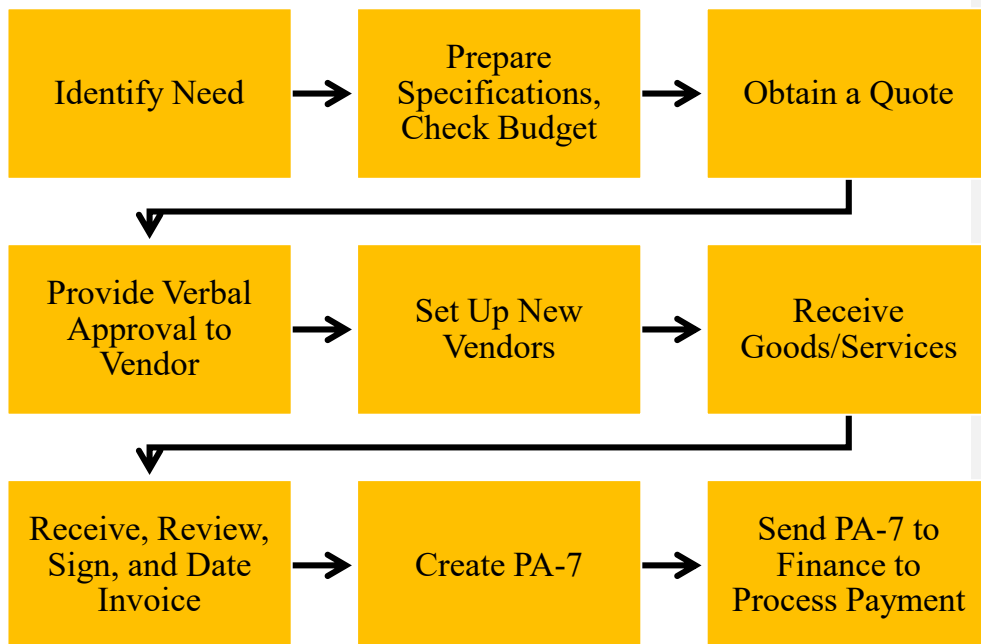 Identify Need
Prepare
Specifications,
Check Budget
Obtain a Quote
Provide Verbal
Approval to
Vendor
Set Up New
Vendors
Receive
Goods/Services
Receive, Review,
Sign, and Date
Invoice
Create PA-7
Send PA-7 to
Finance to
Process Payment